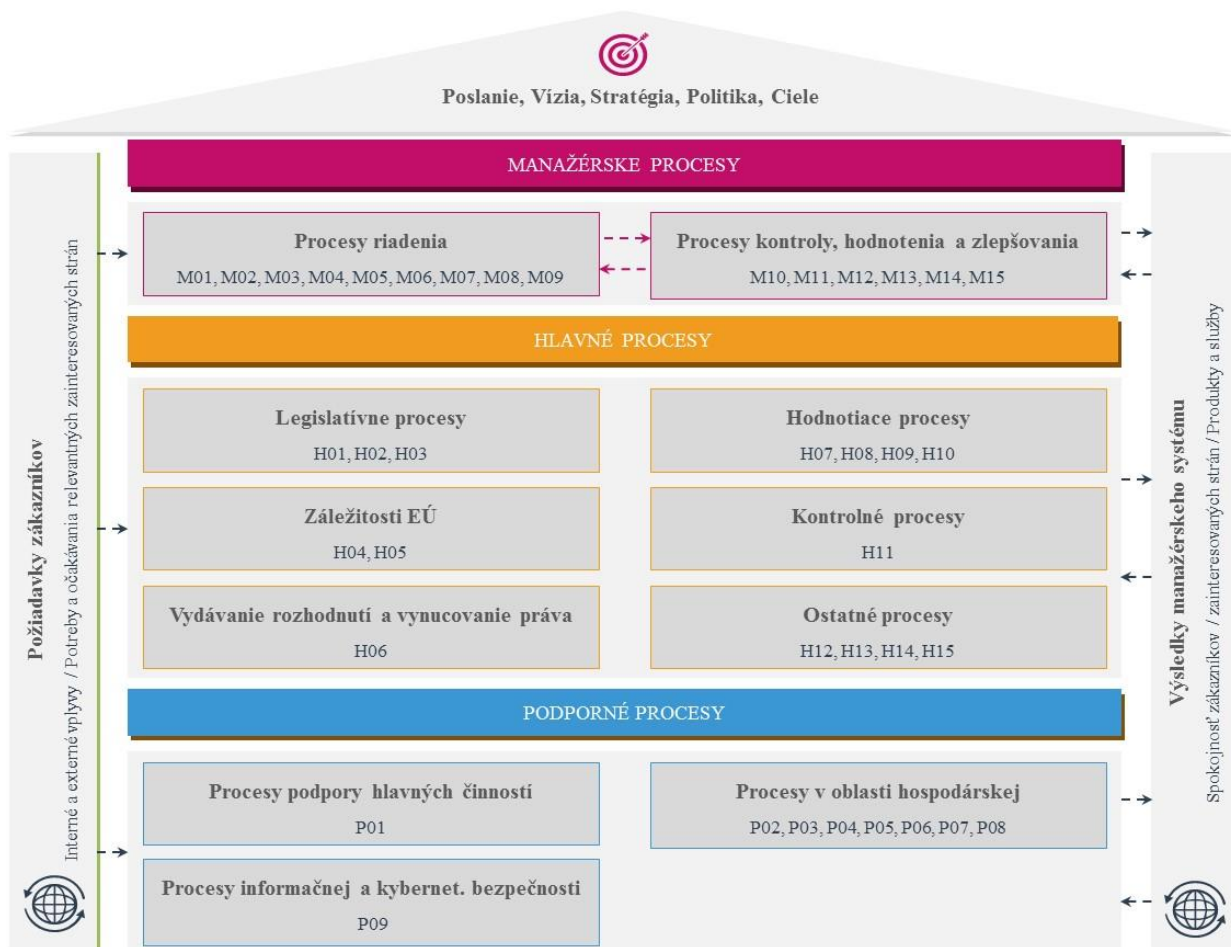 Poslanie, Vízia, Stratégia, Politika, Ciele
Požiadavky zákazníkov
Interné a externé vplyvy / Potreby a očakávania relevantných zainteresovaných strán
MANAŽÉRSKE PROCESY
Procesy riadenia
M01, M02, M03, M04, M05, M06, M07, M08, M09
Procesy kontroly, hodnotenia a zlepšovania
M10, M11, M12, M13, M14, M15
HLAVNÉ PROCESY
Legislatívne procesy
H01, H02, H03
Hodnotiace procesy
H07, H08, H09, H10
Záležitosti EÚ
H04, H05
Kontrolné procesy
H11
Vydávanie rozhodnutí a vynucovanie práva
H06
Ostatné procesy
H12, H13, H14, H15
PODPORNÉ PROCESY
Procesy podpory hlavných činností
P01
Procesy v oblasti hospodárskej
P02, P03, P04, P05, P06, P07, P08
Procesy informačnej a kybernet. bezpečnosti
P09
Výsledky manažérskeho systému
Spokojnosť zákazníkov / zainteresovaných strán / Produkty a služby